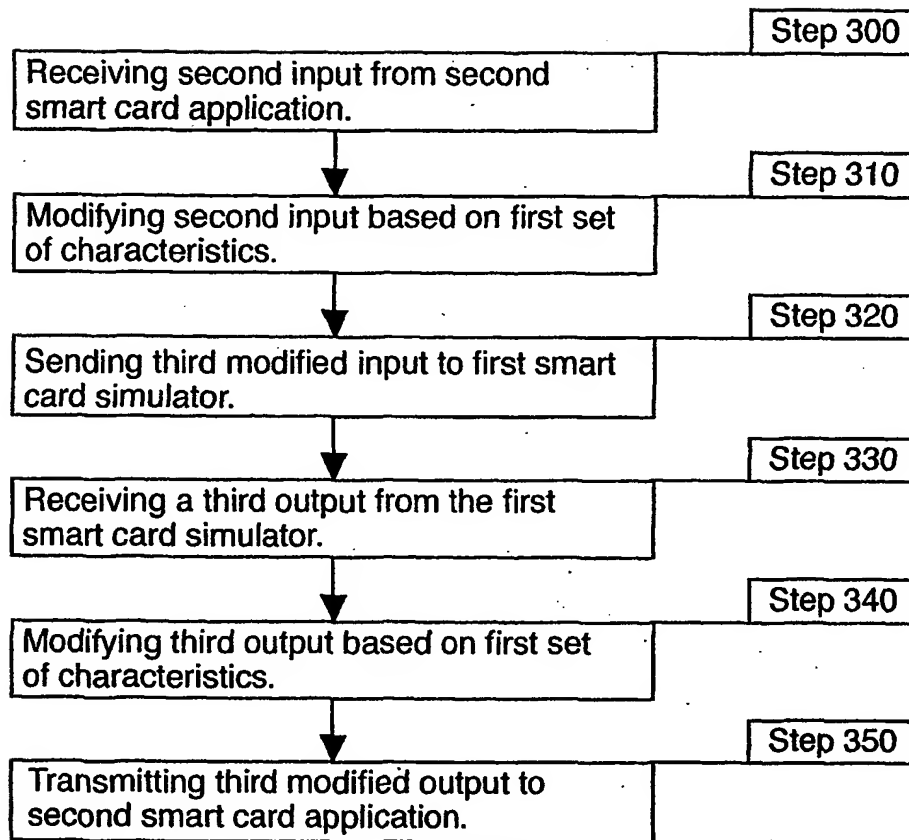 Step 300
Receiving second input from second
smart card application.
Step 310
Modifying second input based on first set
of characteristics.
Step 320
Sending third modified input to first smart
card simulator.
Step 330
Receiving a third output from the first
smart card simulator.
Step 340
Modifying third output based on first set
of characteristics.
Step 350
Transmitting third modified output to
second smart card application.